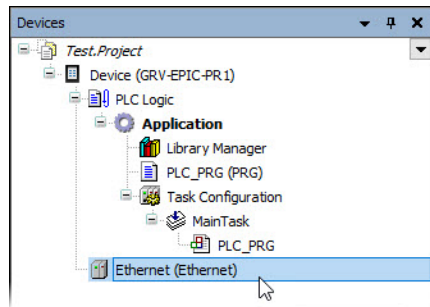 Devices
Test.Project
Device (GRV-EPIC-PR1)
PLC Logic
Application
Library Manager
PLC_PRG (PRG)
Task Configuration
MainTask
PLC_PRG
Ethernet (Ethernet)